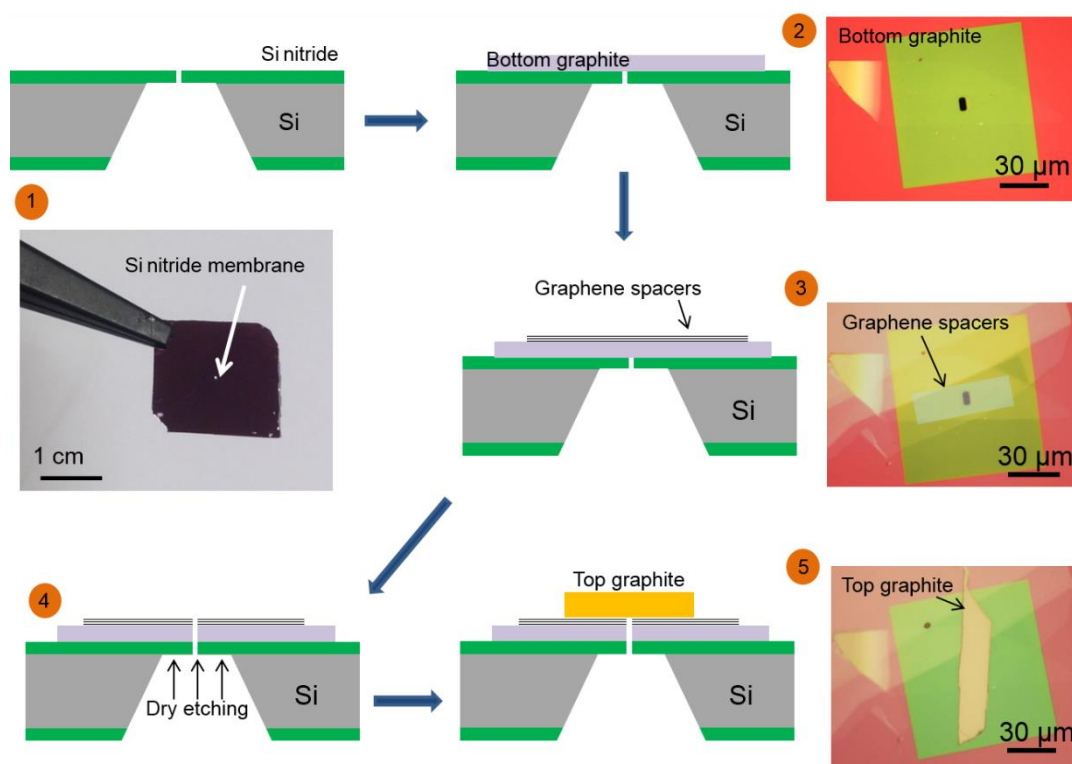 Si nitride
Si
1
Si nitride membrane
1 cm
Bottom graphite
Si
2
Bottom graphite
30 µm
Graphene spacers
Si
3
Graphene spacers
30 µm
4
Si
Dry etching
Top graphite
Si
5
Top graphite
30 µm